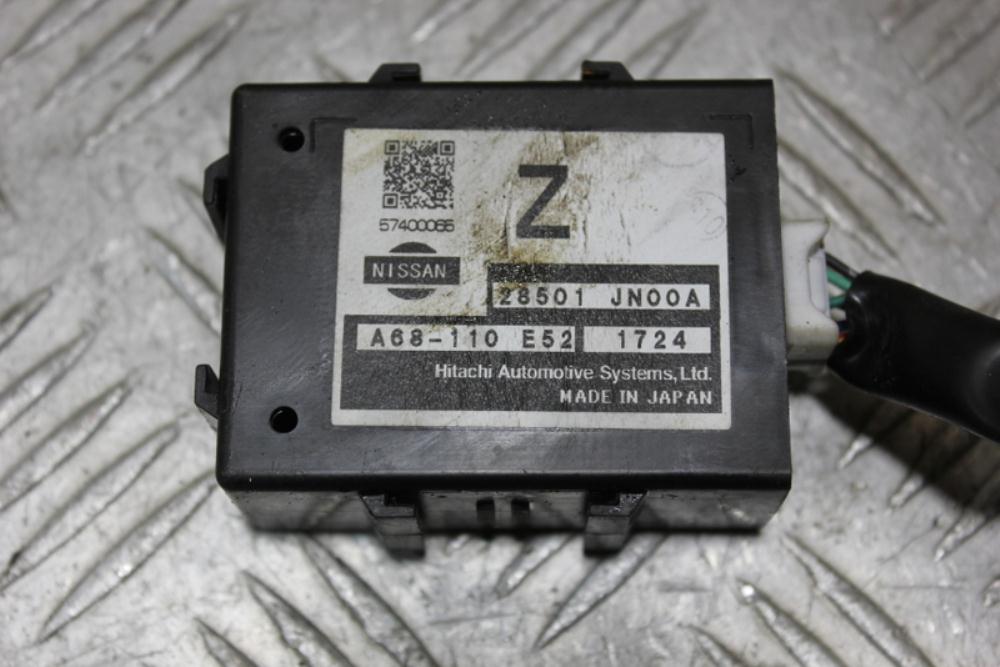 Z
57400065
NISSAN
28501 JN00A
A68-110 E52 1724
Hitachi Automotive Systems, Ltd.
MADE IN JAPAN